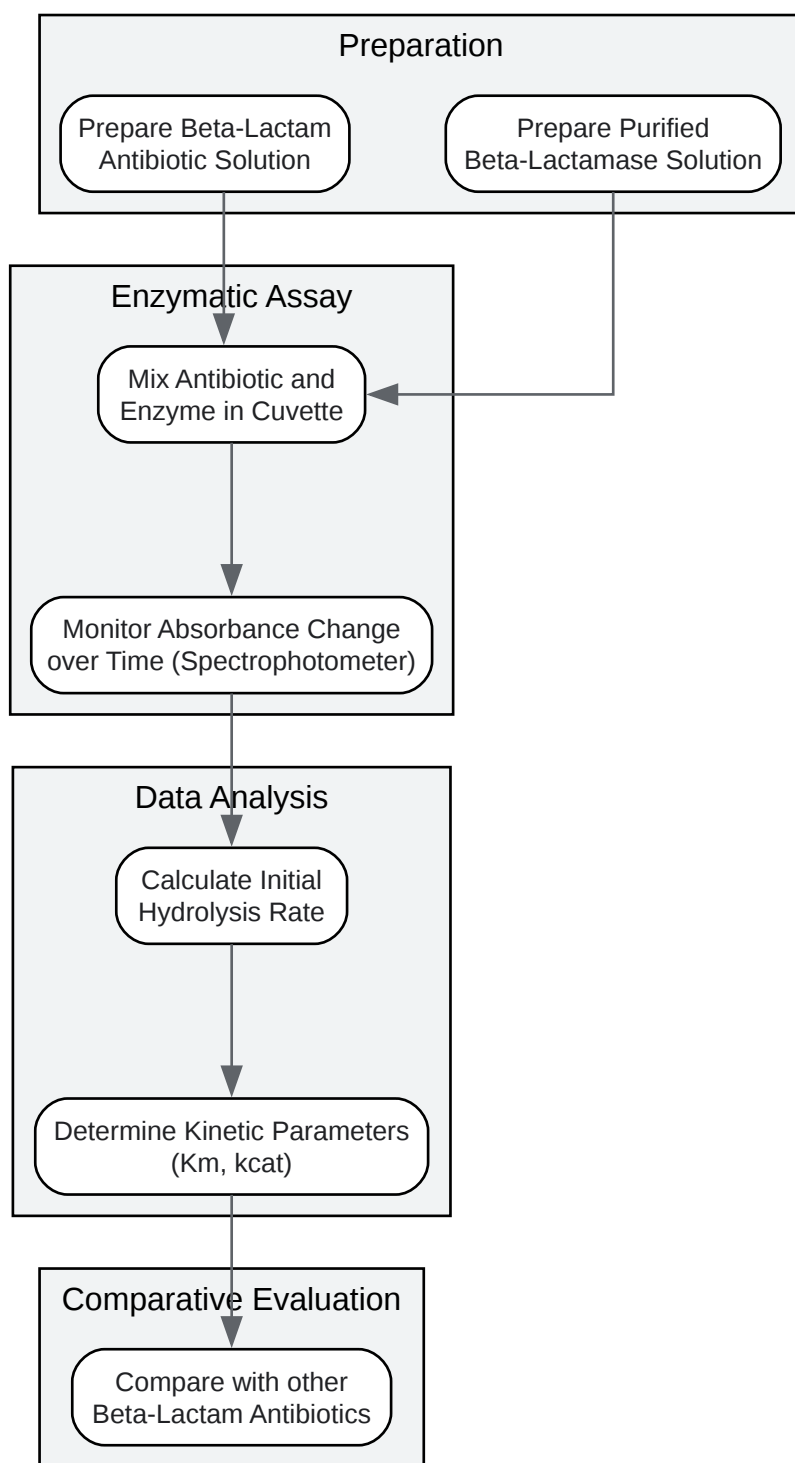 Preparation
Prepare Beta-Lactam
Antibiotic Solution
Prepare Purified
Beta-Lactamase Solution
Enzymatic Assay
Mix Antibiotic and
Enzyme in Cuvette
Monitor Absorbance Change
over Time (Spectrophotometer)
Data Analysis
Calculate Initial
Hydrolysis Rate
Determine Kinetic Parameters
(Km, kcat)
Comparative Evaluation
Compare with other
Beta-Lactam Antibiotics